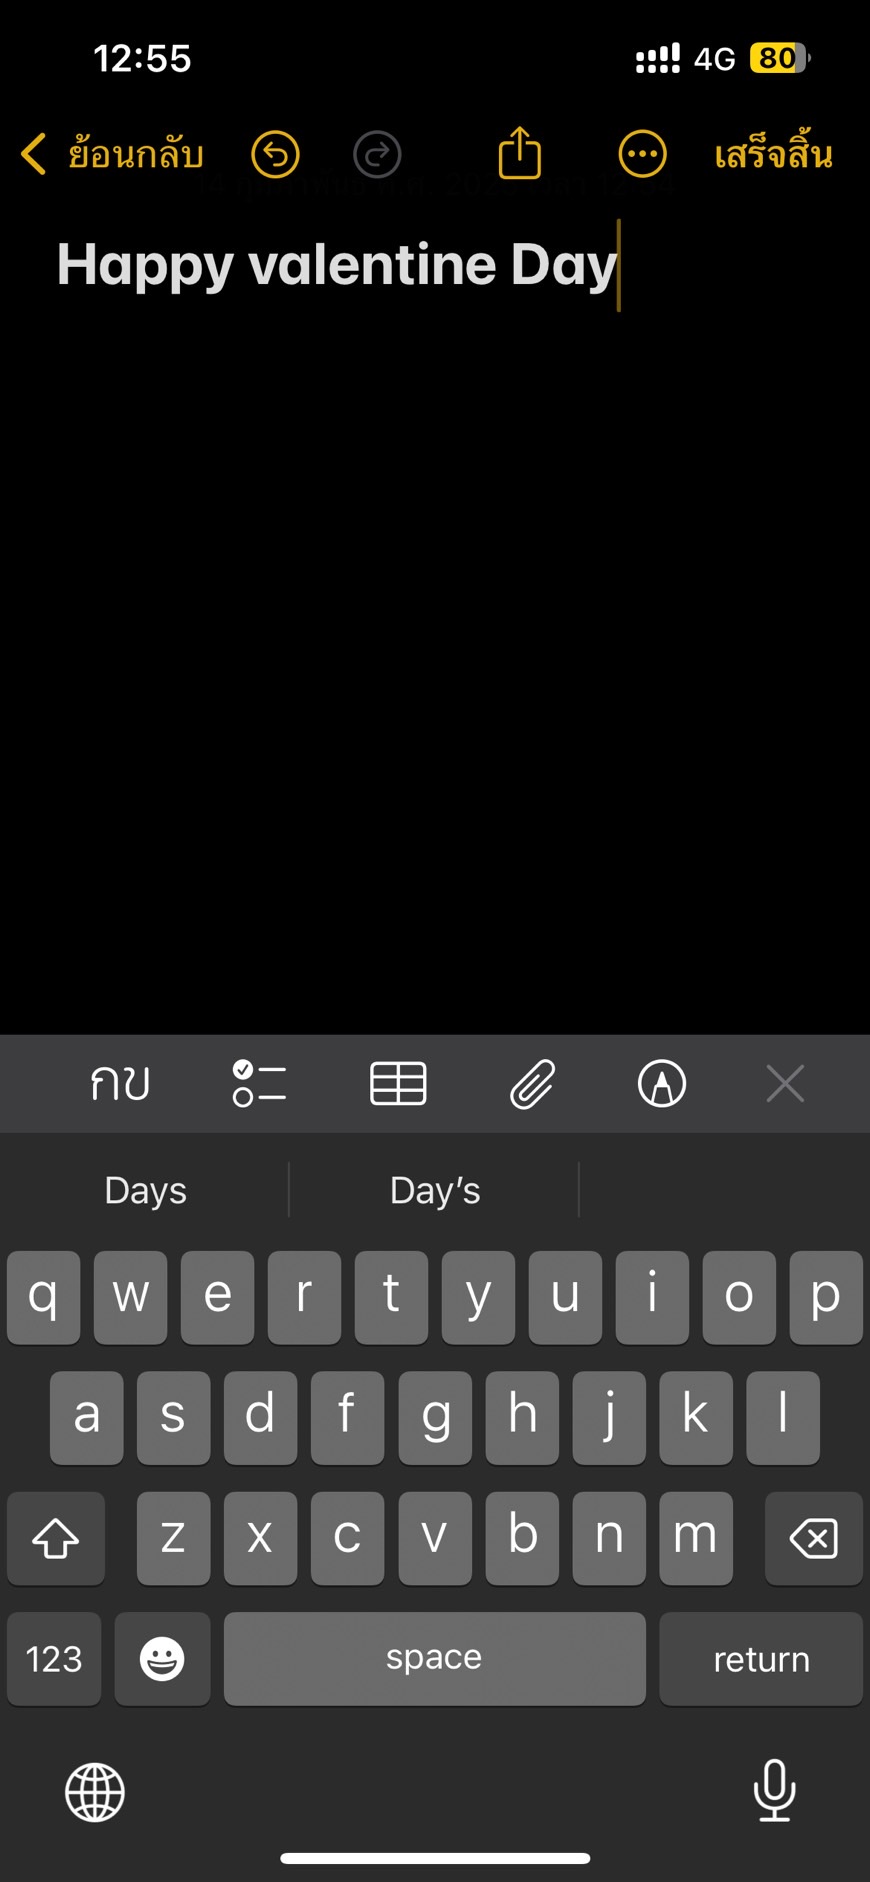 12:55
4G 80
ย้อนกลับ
เสร็จสิ้น
Happy valentine Day
กข
Days
Day’s
q w e r t y u i o p
a s d f g h j k l
z x c v b n m
123 space return